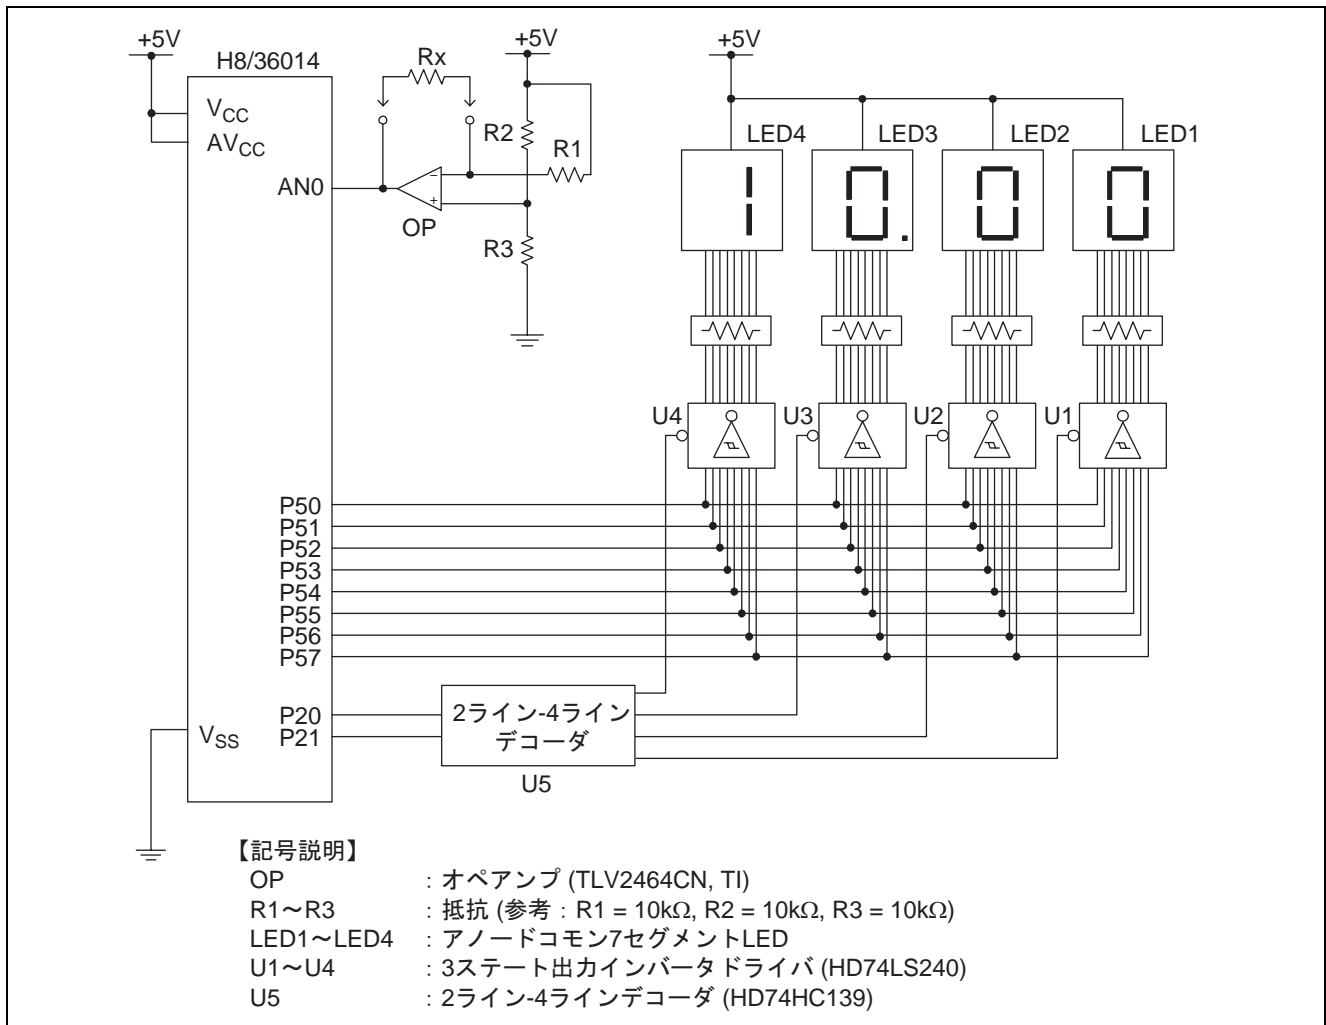 +5V
+5V
+5V
H8/36014
Rx
VCC
AVCC
R2
R1
LED4
LED3
LED2
LED1
AN0
OP
R3
1
0.
0
0
U4
U3
U2
U1
P50
P51
P52
P53
P54
P55
P56
P57
P20
P21
VSS
2ライン-4ライン
デコーダ
U5
【記号説明】
OP : オペアンプ (TLV2464CN, TI)
R1～R3 : 抵抗 (参考 : R1 = 10kΩ, R2 = 10kΩ, R3 = 10kΩ)
LED1～LED4 : アノードコモン7セグメントLED
U1～U4 : 3ステート出力インバータドライバ (HD74LS240)
U5 : 2ライン-4ラインデコーダ (HD74HC139)